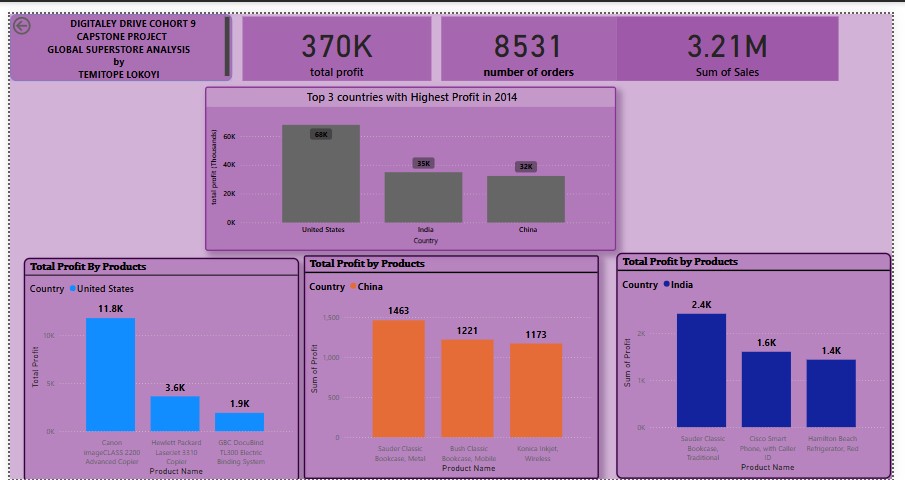 DIGITALEY DRIVE COHORT 9
CAPSTONE PROJECT
GLOBAL SUPERSTORE ANALYSIS
by
TEMITOPE LOKOYI
370K
total profit
8531
number of orders
3.21M
Sum of Sales
Top 3 countries with Highest Profit in 2014
total profit (Thousands)
60K
40K
20K
0K
68K
35K
32K
United States
India
China
Country
Total Profit By Products
Country United States
Total Profit
10K
5K
0K
11.8K
3.6K
1.9K
Canon
imageCLASS 2200
Advanced Copier
Hewlett Packard
LaserJet 3310
Copier
GBC DocuBind
TL300 Electric
Binding System
Product Name
Total Profit by Products
Country China
Sum of Profit
1,500
1,000
500
0
1463
1221
1173
Sauder Classic
Bookcase, Metal
Bush Classic
Bookcase, Mobile
Konica Inkjet,
Wireless
Product Name
Total Profit by Products
Country India
Sum of Profit
2K
1K
0K
2.4K
1.6K
1.4K
Sauder Classic
Bookcase,
Traditional
Cisco Smart
Phone, with Caller
ID
Hamilton Beach
Refrigerator, Red
Product Name